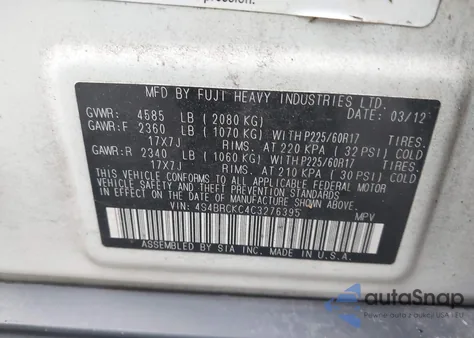 MFD BY FUJI HEAVY INDUSTRIES LTD.
DATE: 03/12
GVWR: 4585 LB (2080 KG)
GAWR:F 2360 LB (1070 KG) WITH P225/60R17 TIRES.
17X7J RIMS. AT 220 KPA (32 PSI) COLD
GAWR:R 2340 LB (1060 KG) WITH P225/60R17 TIRES.
17X7J RIMS. AT 210 KPA (30 PSI) COLD
THIS VEHICLE CONFORMS TO ALL APPLICABLE FEDERAL MOTOR
VEHICLE SAFETY AND THEFT PREVENTION STANDARDS
IN EFFECT ON THE DATE OF MANUFACTURE SHOWN ABOVE.
VIN: 4S4BRCKC4C3276395 MPV
ASSEMBLED BY SIA INC. MADE IN U.S.A.
autoSnap